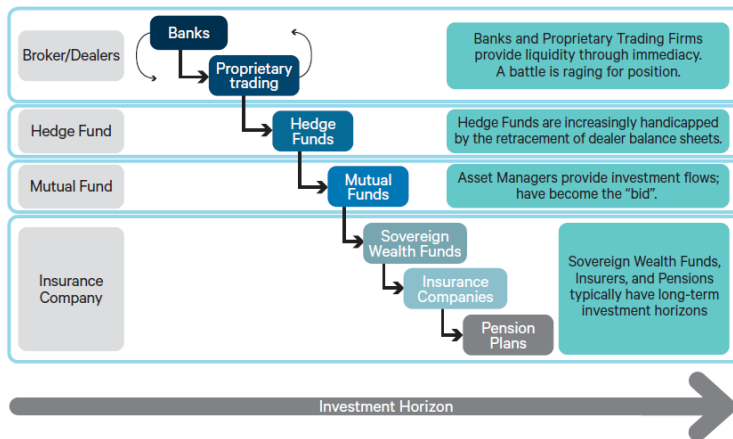 Broker/Dealers
Banks
Proprietary
trading
Banks and Proprietary Trading Firms
provide liquidity through immediacy.
A battle is raging for position.
Hedge Fund
Hedge
Funds
Hedge Funds are increasingly handicapped
by the retracement of dealer balance sheets.
Mutual Fund
Mutual
Funds
Asset Managers provide investment flows;
have become the “bid”.
Insurance
Company
Sovereign
Wealth Funds
Insurance
Companies
Pension
Plans
Sovereign Wealth Funds,
Insurers, and Pensions
typically have long-term
investment horizons
Investment Horizon